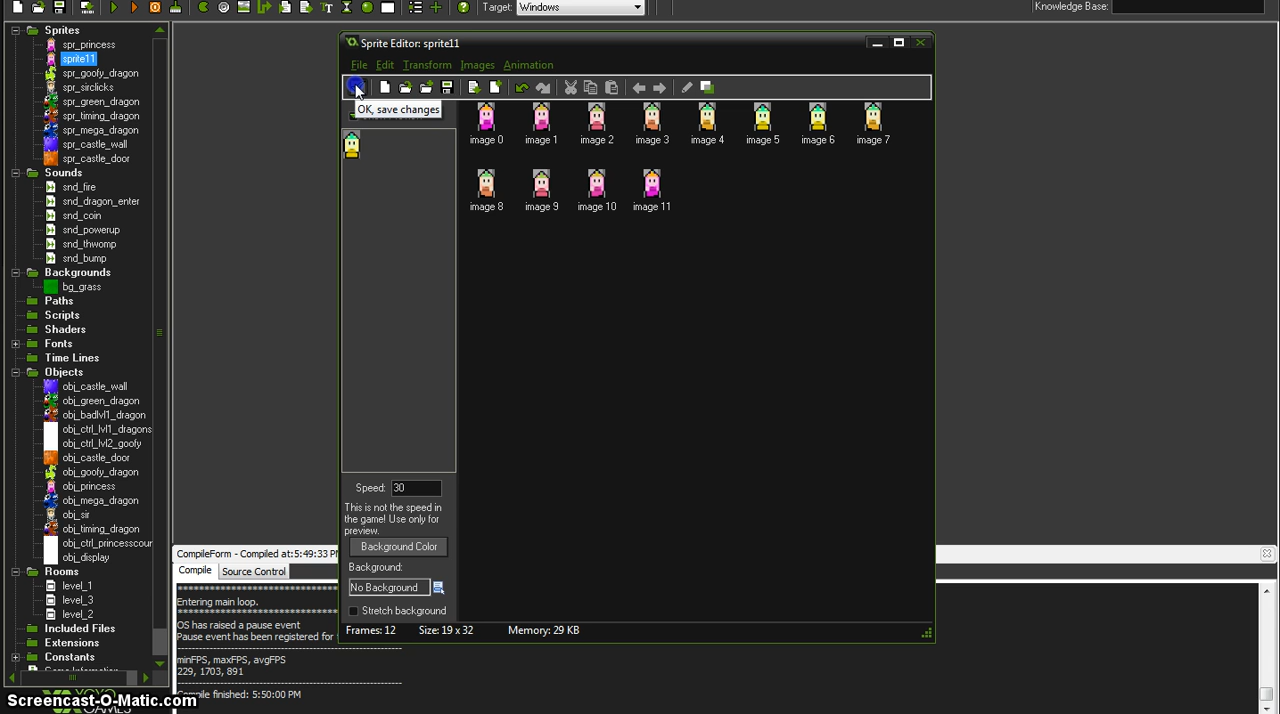 Target: Windows
Knowledge Base:
Sprites
spr_princess
sprite11
spr_goofy_dragon
spr_sirclicks
spr_green_dragon
spr_timing_dragon
spr_mega_dragon
spr_castle_wall
spr_castle_door
Sounds
snd_fire
snd_dragon_enter
snd_coin
snd_powerup
snd_thwomp
snd_bump
Backgrounds
bg_grass
Paths
Scripts
Shaders
Fonts
Time Lines
Objects
obj_castle_wall
obj_green_dragon
obj_badlvl1_dragon
obj_ctrl_lvl1_dragons
obj_ctrl_lvl2_goofy
obj_castle_door
obj_goofy_dragon
obj_princess
obj_mega_dragon
obj_sir
obj_timing_dragon
obj_ctrl_princesscour
obj_display
Rooms
level_1
level_3
level_2
Included Files
Extensions
Constants
Sprite Editor: sprite11
File Edit Transform Images Animation
OK, save changes
image 0 image 1 image 2 image 3 image 4 image 5 image 6 image 7
image 8 image 9 image 10 image 11
Speed: 30
This is not the speed in
the game! Use only for
preview.
Background Color
Background:
No Background
Stretch background
Frames: 12 Size: 19 x 32 Memory: 29 KB
CompileForm - Compiled at:5:49:33 P
Compile Source Control
Entering main loop.
OS has raised a pause event
Pause event has been registered for
minFPS, maxFPS, avgFPS
229, 1703, 891
Compile finished: 5:50:00 PM
Screencast-O-Matic.com